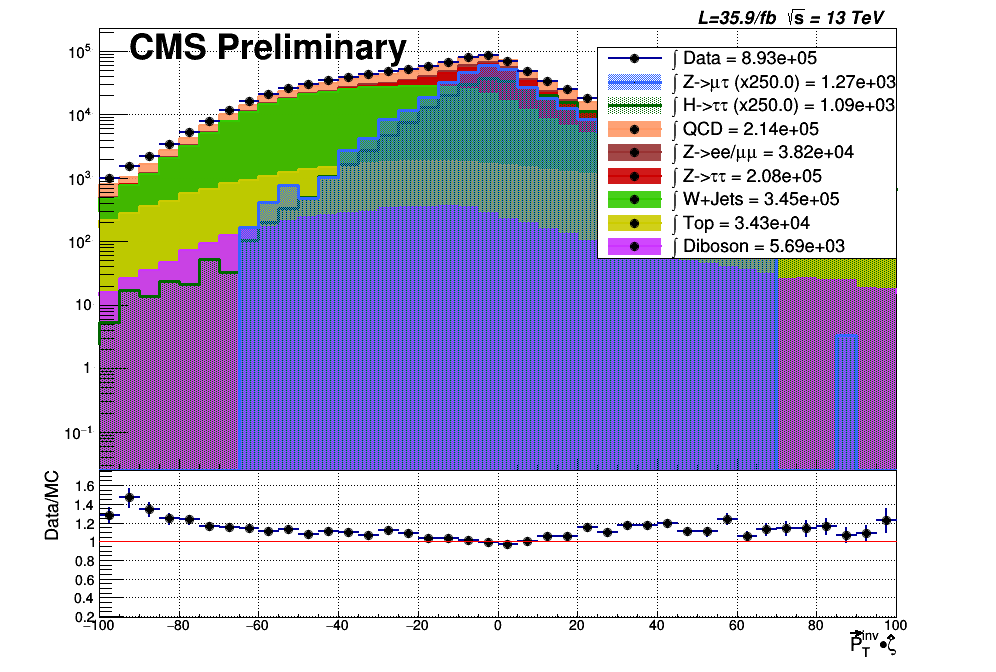 L=35.9/fb √s = 13 TeV
CMS Preliminary
∫ Data = 8.93e+05
∫ Z->μτ (x250.0) = 1.27e+03
∫ H->ττ (x250.0) = 1.09e+03
∫ QCD = 2.14e+05
∫ Z->ee/μμ = 3.82e+04
∫ Z->ττ = 2.08e+05
∫ W+Jets = 3.45e+05
∫ Top = 3.43e+04
∫ Diboson = 5.69e+03
10⁵
10⁴
10³
10²
10
1
10⁻¹
Data/MC
1.6
1.4
1.2
1
0.8
0.6
0.4
0.2
−100 −80 −60 −40 −20 0 20 40 60 80 100
P⃗_T^inv •ζ̂